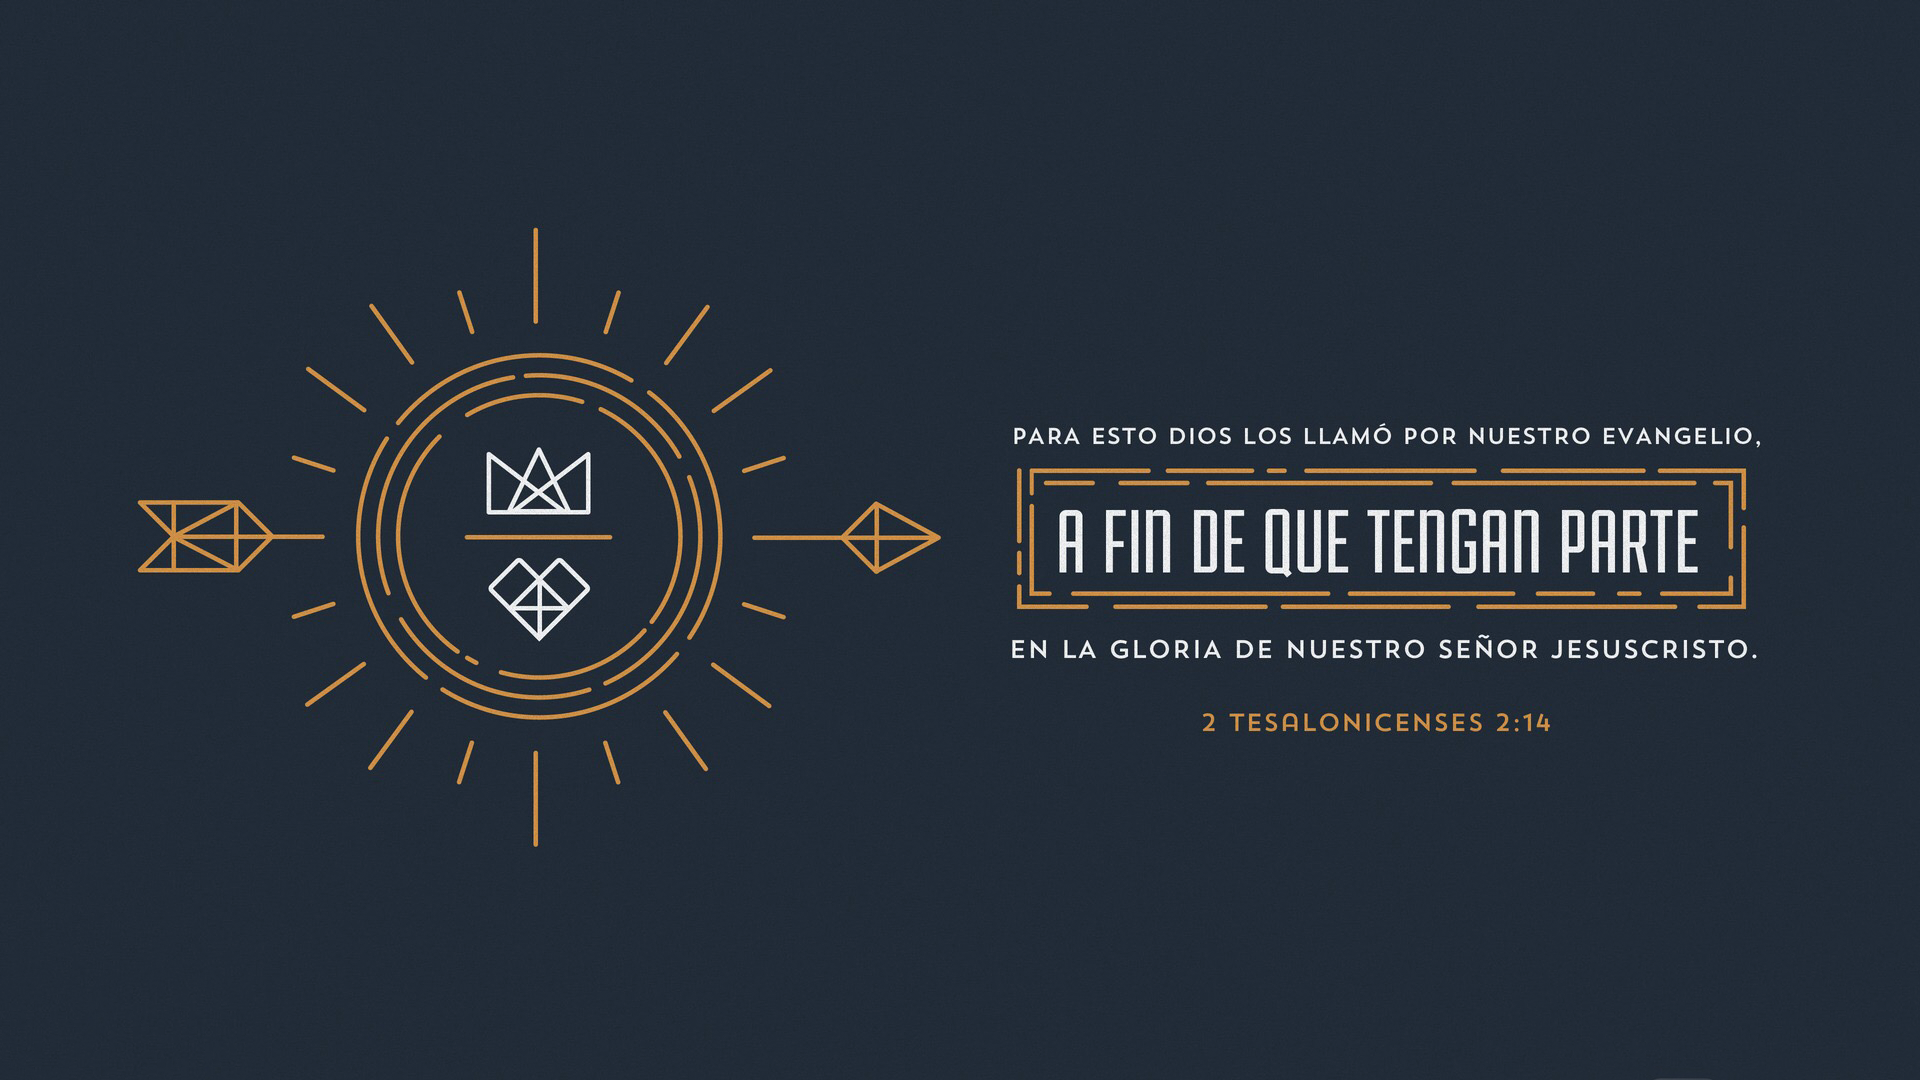 PARA ESTO DIOS LOS LLAMÓ POR NUESTRO EVANGELIO,
A FIN DE QUE TENGAN PARTE
EN LA GLORIA DE NUESTRO SEÑOR JESUSCRISTO.
2 TESALONICENSES 2:14